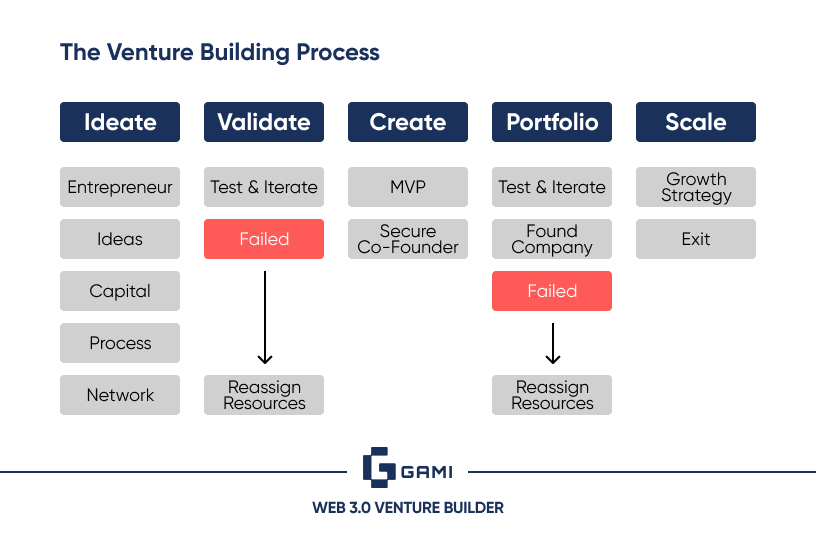 The Venture Building Process
Ideate
Entrepreneur
Ideas
Capital
Process
Network
Validate
Test & Iterate
Failed
Reassign
Resources
Create
MVP
Secure
Co-Founder
Portfolio
Test & Iterate
Found
Company
Failed
Reassign
Resources
Scale
Growth
Strategy
Exit
GAMI
WEB 3.0 VENTURE BUILDER